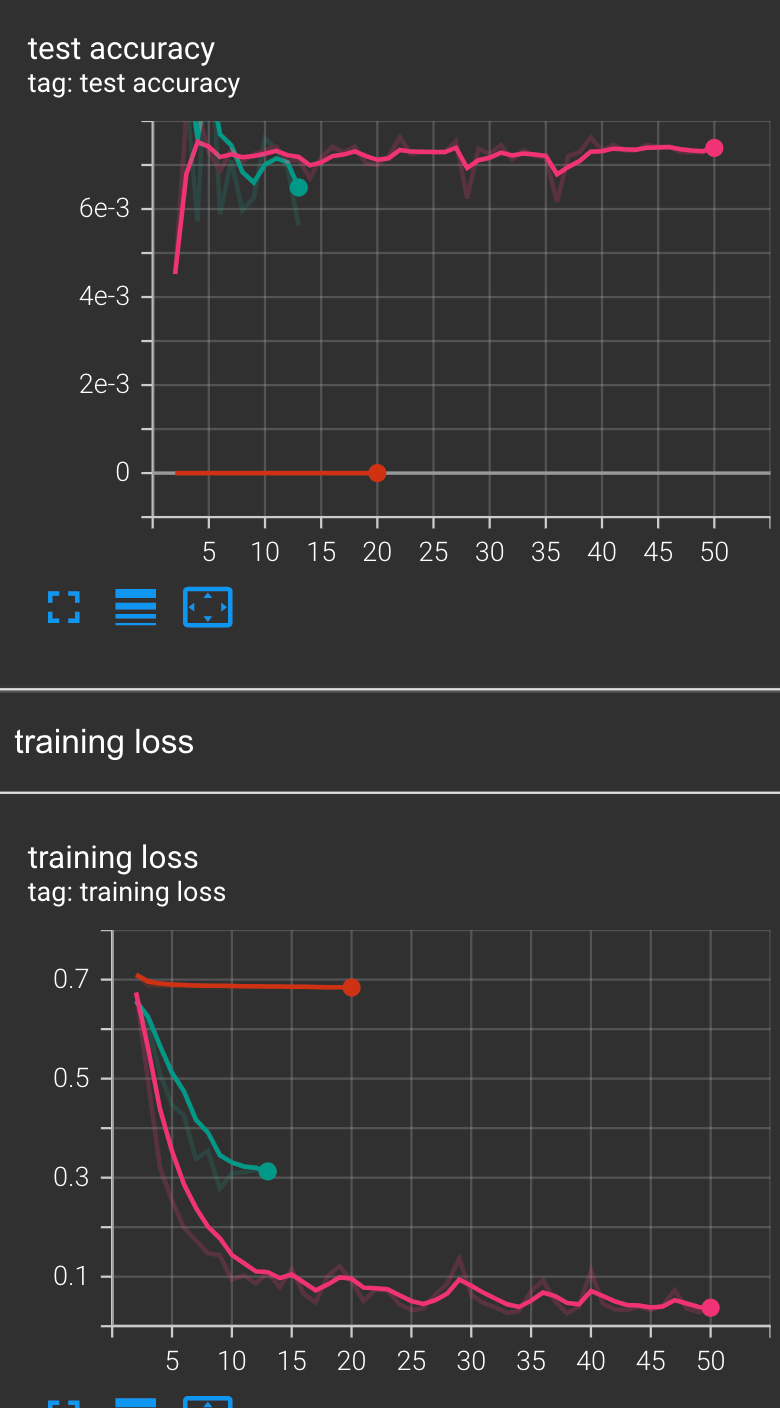 test accuracy
tag: test accuracy
6e-3
4e-3
2e-3
0
5 10 15 20 25 30 35 40 45 50
training loss
training loss
tag: training loss
0.7
0.5
0.3
0.1
5 10 15 20 25 30 35 40 45 50